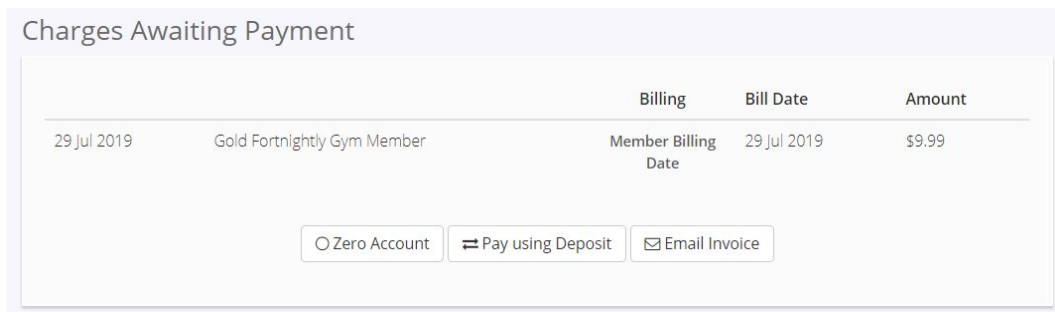 Charges Awaiting Payment
Billing Bill Date Amount
29 Jul 2019 Gold Fortnightly Gym Member Member Billing Date 29 Jul 2019 $9.99
Zero Account Pay using Deposit Email Invoice